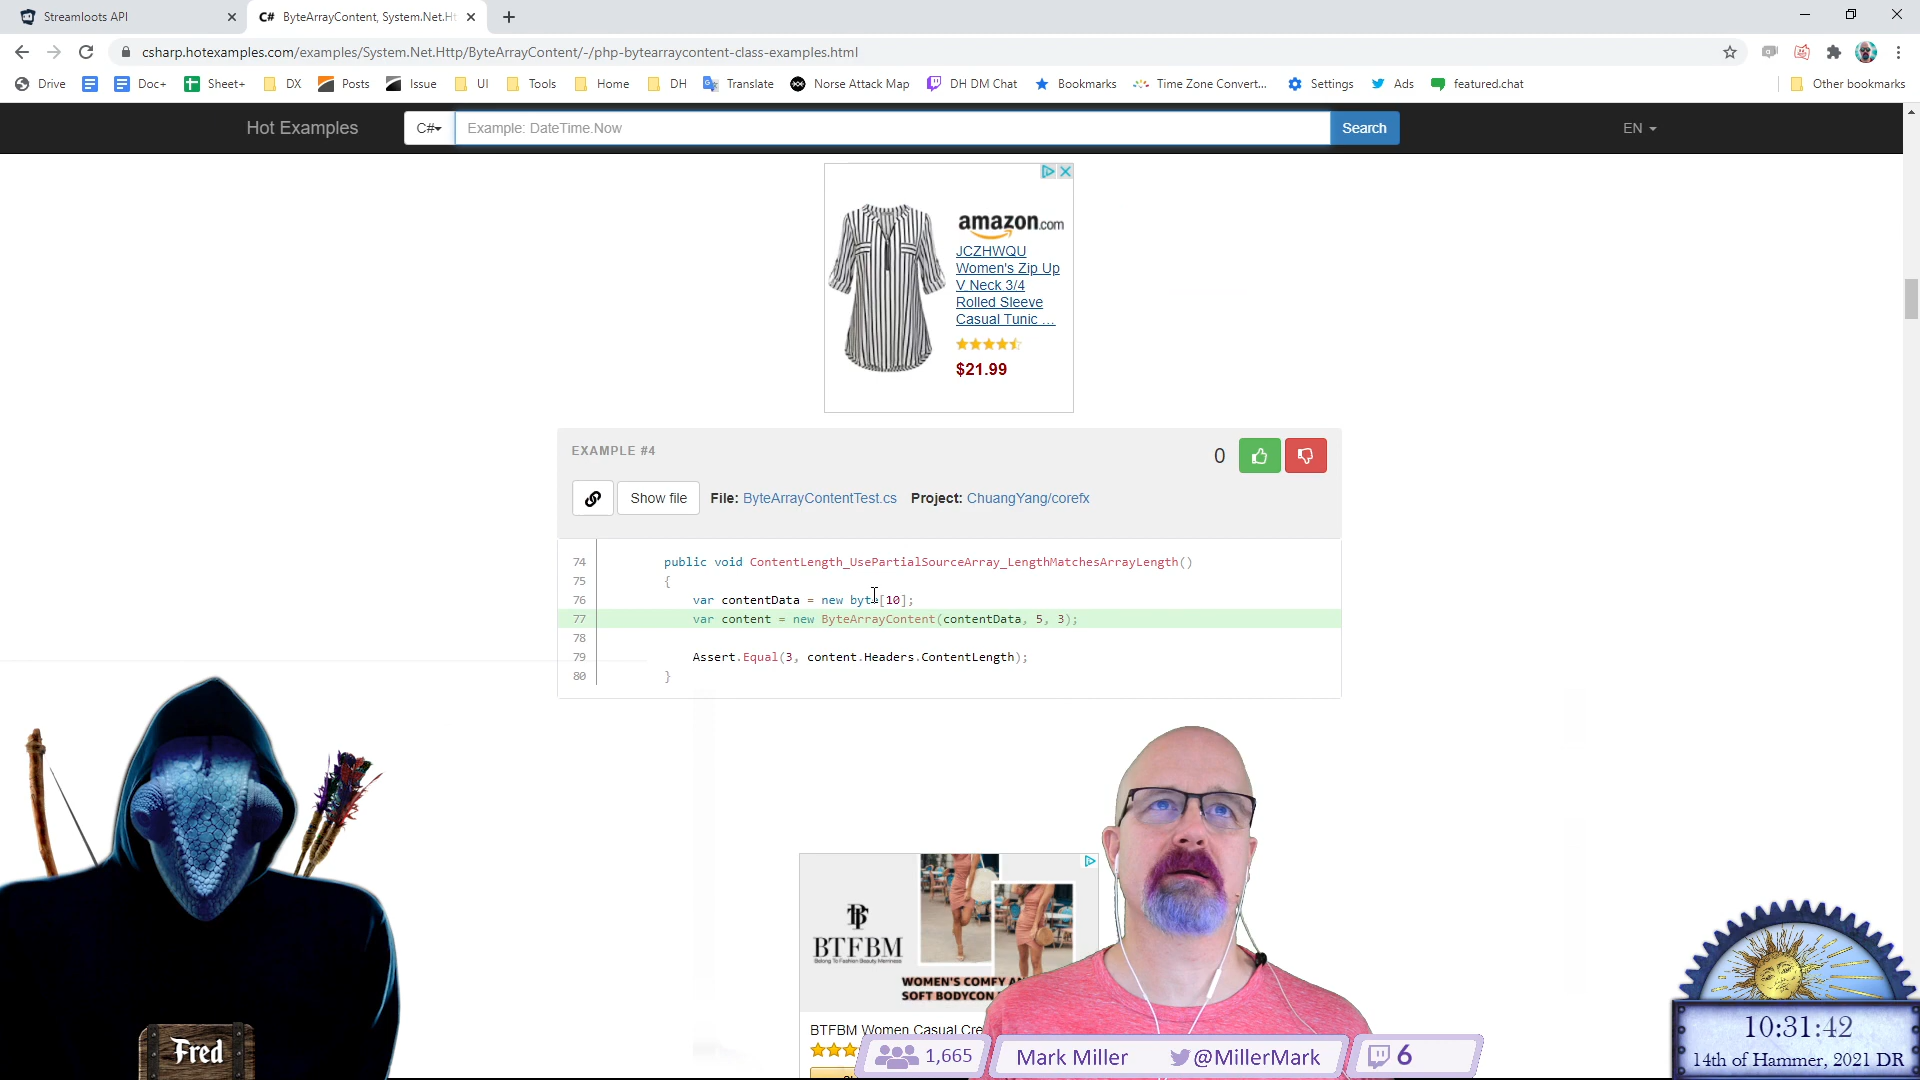 Streamloots API
C# ByteArrayContent, System.Net.Ht
csharp.hotexamples.com/examples/System.Net.Http/ByteArrayContent/-/php-bytearraycontent-class-examples.html
Drive Doc+ Sheet+ DX Posts Issue UI Tools Home DH Translate Norse Attack Map DH DM Chat Bookmarks Time Zone Convert... Settings Ads featured.chat Other bookmarks
Hot Examples C# Example: DateTime.Now Search EN
amazon.com
JCZHWQU
Women's Zip Up
V Neck 3/4
Rolled Sleeve
Casual Tunic ...
$21.99
EXAMPLE #4
0
Show file File: ByteArrayContentTest.cs Project: ChuangYang/corefx
74 public void ContentLength_UsePartialSourceArray_LengthMatchesArrayLength()
75 {
76 var contentData = new byte[10];
77 var content = new ByteArrayContent(contentData, 5, 3);
78
79 Assert.Equal(3, content.Headers.ContentLength);
80 }
BTFBM
WOMEN'S COMFY A
SOFT BODYCON
BTFBM Women Casual Cre
Fred
1,665 Mark Miller @MillerMark 6
10:31:42
14th of Hammer, 2021 DR